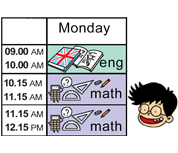 Monday
09.00 AM
10.00 AM
eng
10.15 AM
11.15 AM
math
11.15 AM
12.15 PM
math